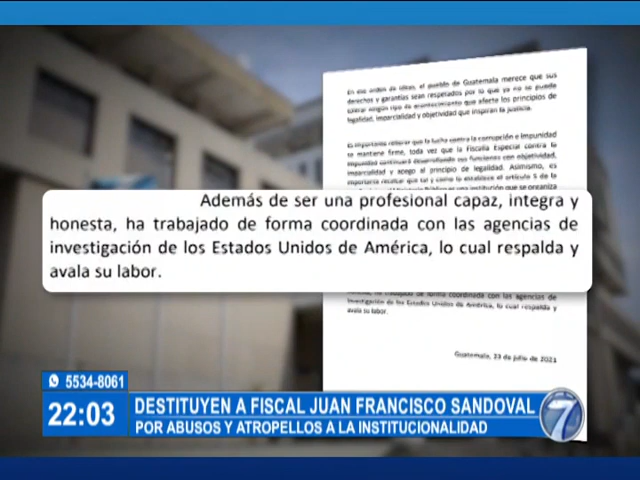 En ese orden de ideas, el pueblo de Guatemala merece que sus
derechos y garantías sean respetados por lo que ya no se puede
tolerar ningún tipo de acontecimiento que afecte los principios de
legalidad, imparcialidad y objetividad que inspiran la justicia.
Es importante reiterar que la lucha contra la corrupción e impunidad
se mantiene firme, toda vez que la Fiscalía Especial contra la
Impunidad continuará desarrollando sus funciones con objetividad,
imparcialidad y apego al principio de legalidad. Asimismo, es
importante recalcar que tal y como lo establece el artículo 5 de la
Además de ser una profesional capaz, integra y
honesta, ha trabajado de forma coordinada con las agencias de
investigación de los Estados Unidos de América, lo cual respalda y
avala su labor.
honesta, ha trabajado de forma coordinada con las agencias de
investigación de los Estados Unidos de América, lo cual respalda y
avala su labor.
Guatemala, 23 de julio de 2021
5534-8061
22:03
DESTITUYEN A FISCAL JUAN FRANCISCO SANDOVAL
POR ABUSOS Y ATROPELLOS A LA INSTITUCIONALIDAD
7